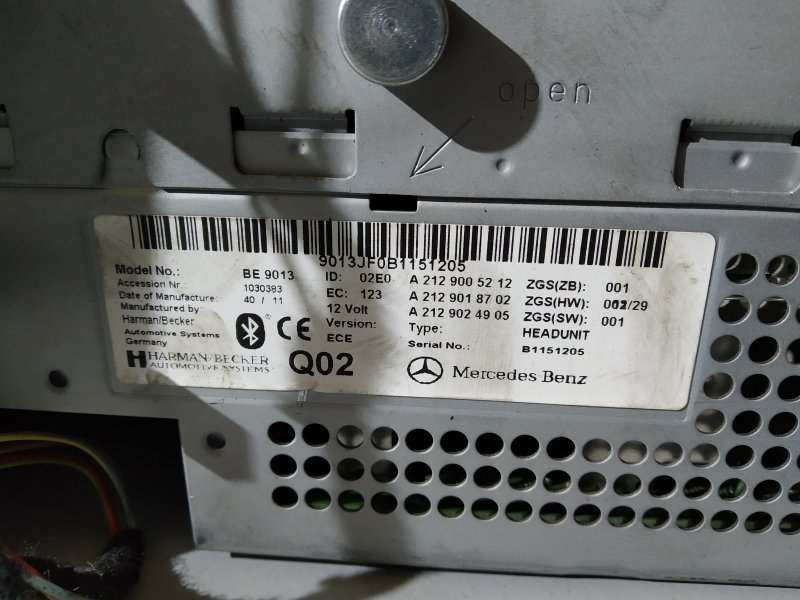 open
9013JF0B1151205
Model No.: BE 9013 ID: 02E0 A 212 900 52 12 ZGS(ZB): 001
Accession Nr 1030383 EC: 123 A 212 901 87 02 ZGS(HW): /29
Date of Manufacture: 40 / 11 12 Volt A 212 902 49 05 ZGS(SW): 001
Manufactured by Version: Type: HEADUNIT
Harman/Becker ECE Serial No.: B1151205
Automotive Systems
Germany
CE
HARMAN/BECKER
AUTOMOTIVE SYSTEMS
Q02
Mercedes Benz